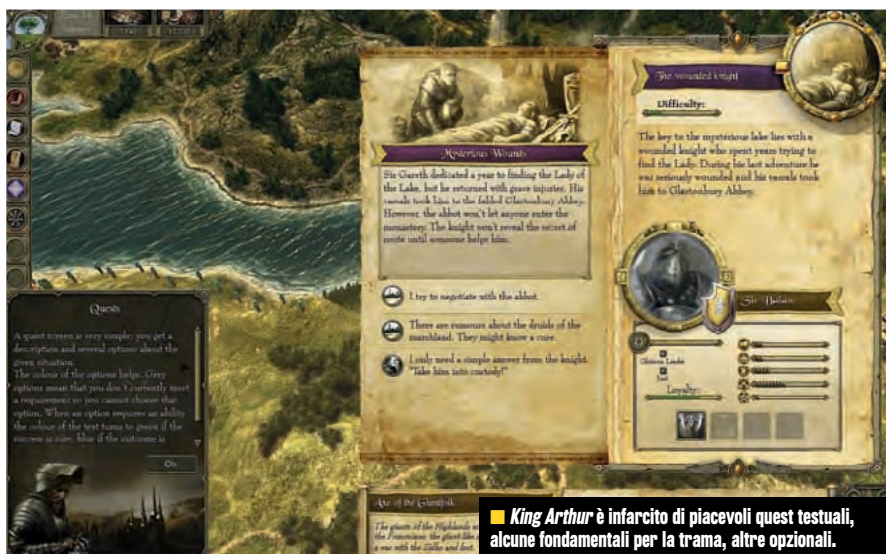 Mysterious Wounds
Sir Gareth dedicated a year to finding the Lady of
the Lake, but he returned with grave injuries. His
vassals took him to the fabled Glastonbury Abbey.
However, the abbot won't let anyone enter the
monastery. The knight won't reveal the secret of
route until someone helps him.
I try to negotiate with the abbot.
There are rumours about the druids of the
marchland. They might know a cure.
I only need a simple answer from the knight.
"Take him into custody!"
The wounded knight
Difficulty:
The key to the mysterious lake lies with a
wounded knight who spent years trying to
find the Lady. During his last adventure he
was seriously wounded and his vassals took
him to Glastonbury Abbey.
Sir Balin
Loyalty:
Quests
A quest screen is very simple: you get a
description and several options about the
given situation.
The colour of the options helps. Grey
options mean that you don't currently meet
a requirement so you cannot choose that
option. When an option requires an ability
the colour of the text turns to green if the
success is sure, blue if the outcome is
Ok
Axe of the Giantfolk
King Arthur è infarcito di piacevoli quest testuali,
alcune fondamentali per la trama, altre opzionali.